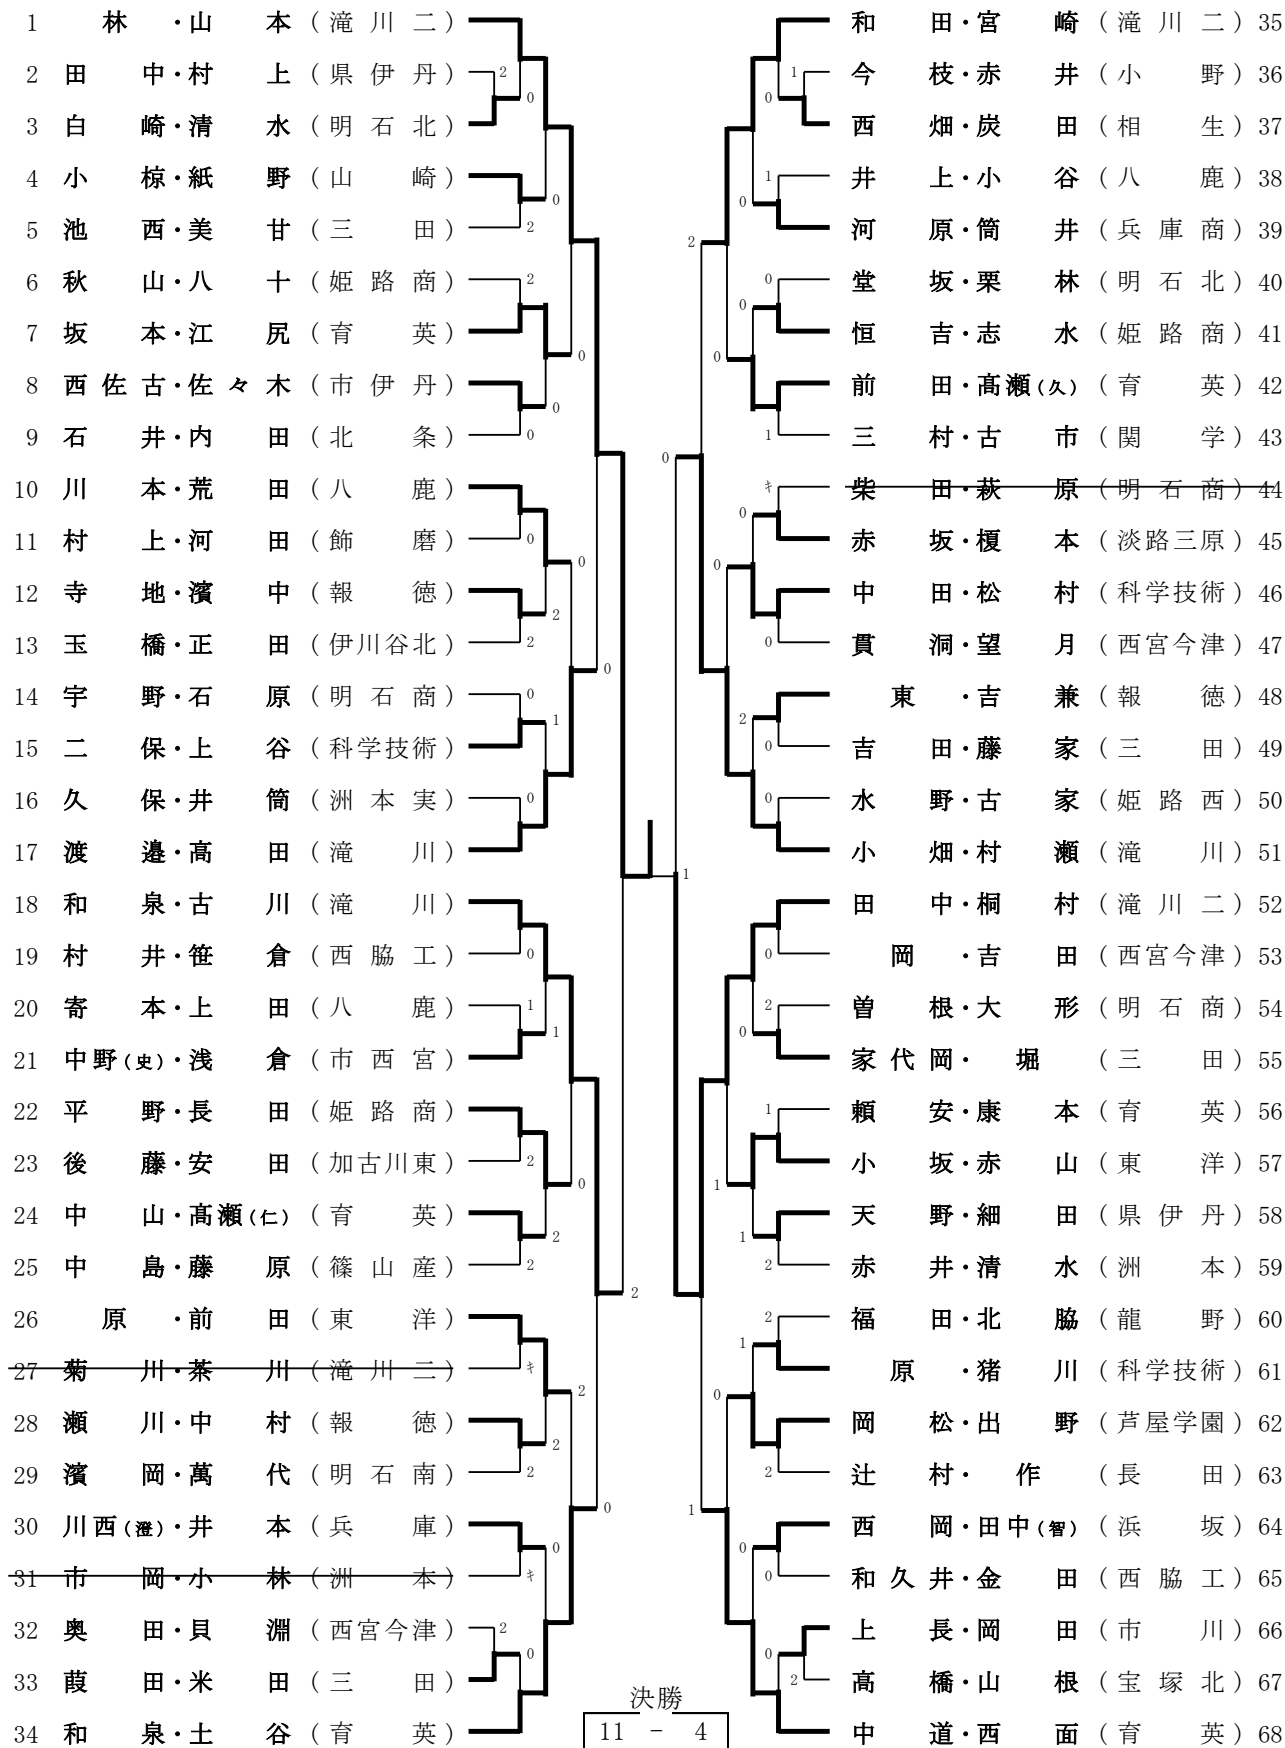 1 林・山本（滝川二）
2 田中・村上（県伊丹）
3 白崎・清水（明石北）
4 小椋・紙野（山崎）
5 池西・美甘（三田）
6 秋山・八十（姫路商）
7 坂本・江尻（育英）
8 西佐古・佐々木（市伊丹）
9 石井・内田（北条）
10 川本・荒田（八鹿）
11 村上・河田（飾磨）
12 寺地・濱中（報徳）
13 玉橋・正田（伊川谷北）
14 宇野・石原（明石商）
15 二保・上谷（科学技術）
16 久保・井筒（洲本実）
17 渡邉・高田（滝川）
18 和泉・古川（滝川）
19 村井・笹倉（西脇工）
20 寄本・上田（八鹿）
21 中野(史)・浅倉（市西宮）
22 平野・長田（姫路商）
23 後藤・安田（加古川東）
24 中山・髙瀬(仁)（育英）
25 中島・藤原（篠山産）
26 原・前田（東洋）
27 菊川・茶川（滝川二）
28 瀬川・中村（報徳）
29 濱岡・萬代（明石南）
30 川西(澄)・井本（兵庫）
31 市岡・小林（洲本）
32 奥田・貝淵（西宮今津）
33 葭田・米田（三田）
34 和泉・土谷（育英）
和田・宮崎（滝川二）35
今枝・赤井（小野）36
西畑・炭田（相生）37
井上・小谷（八鹿）38
河原・筒井（兵庫商）39
堂坂・栗林（明石北）40
恒吉・志水（姫路商）41
前田・髙瀬(久)（育英）42
三村・古市（関学）43
柴田・萩原（明石商）44
赤坂・榎本（淡路三原）45
中田・松村（科学技術）46
貫洞・望月（西宮今津）47
東・吉兼（報徳）48
吉田・藤家（三田）49
水野・古家（姫路西）50
小畑・村瀬（滝川）51
田中・桐村（滝川二）52
岡・吉田（西宮今津）53
曽根・大形（明石商）54
家代岡・堀（三田）55
頼安・康本（育英）56
小坂・赤山（東洋）57
天野・細田（県伊丹）58
赤井・清水（洲本）59
福田・北脇（龍野）60
原・猪川（科学技術）61
岡松・出野（芦屋学園）62
辻村・作（長田）63
西岡・田中(智)（浜坂）64
和久井・金田（西脇工）65
上長・岡田（市川）66
高橋・山根（宝塚北）67
中道・西面（育英）68
決勝
11 － 4